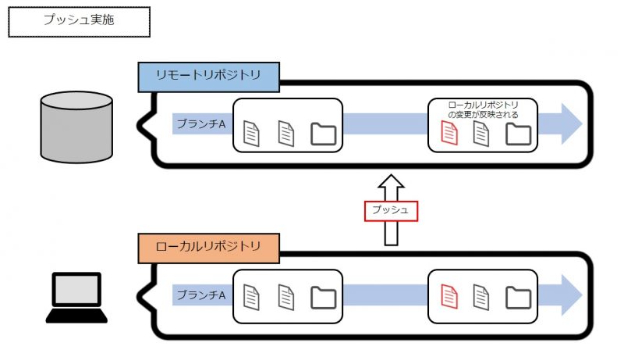 プッシュ実施
リモートリポジトリ
ブランチA
ローカルリポジトリ
の変更が反映される
プッシュ
ローカルリポジトリ
ブランチA